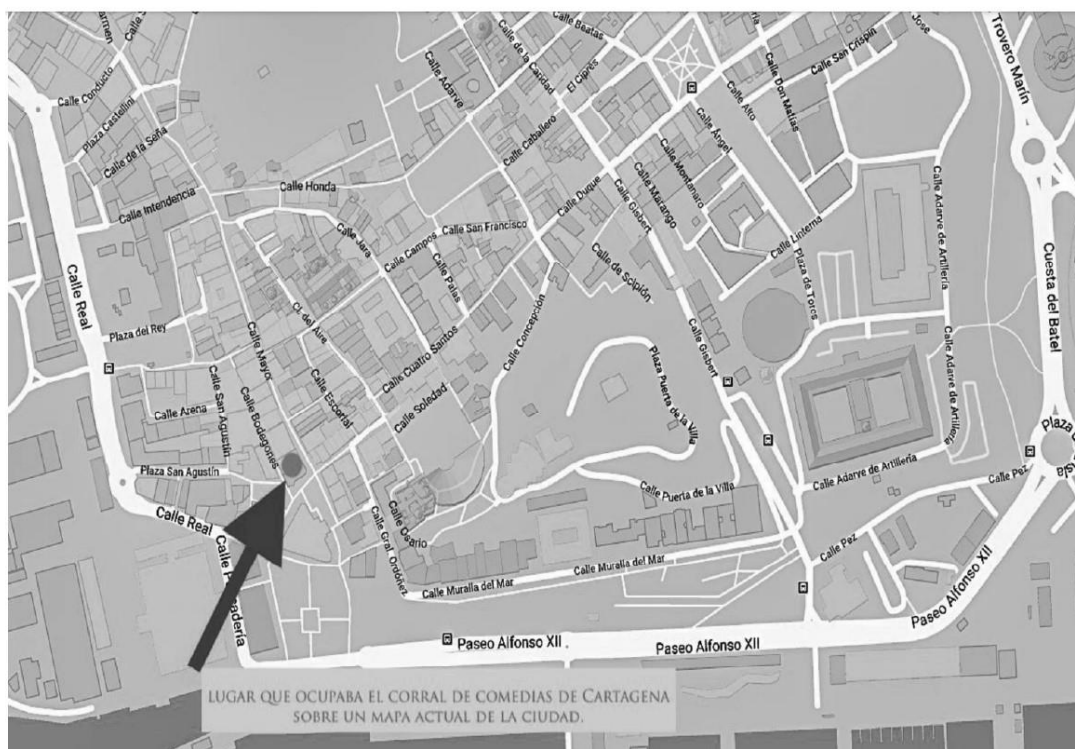 Calle Conducto
Plaza Castellini
Calle de la Seña
Calle Intendencia
Calle Honda
Calle Adarve
Calle Beatas
Calle de la Caridad
El Ciprés
Calle Caballero
Calle Duque
Calle San Crispín
Jose
Trovero Marín
Calle Don Matías
Calle Alto
Calle Ángel
Calle Montanaro
Calle Marango
Calle Gisbert
Calle Linterna
Plaza de Toros
Calle Adarve de Artillería
Cuesta del Batel
Calle Real
Calle Jara
Calle Campos
Calle San Francisco
Calle Palas
Calle de Scipión
Plaza del Rey
Calle Mayor
Cl. del Aire
Calle Cuatro Santos
Calle Concepción
Calle Gisbert
Plaza Puerta de la Villa
Calle Adarve de Artillería
Calle Arena
Calle San Agustín
Calle Bodegones
Calle Escorial
Calle Soledad
Plaza San Agustín
Calle Puerta de la Villa
Calle Adarve de Artillería
Calle Pez
Calle Real
Calle Osario
Calle Gral. Ordóñez
Calle Muralla del Mar
Calle Muralla del Mar
Calle Pez
Paseo Alfonso XII
Paseo Alfonso XII
Paseo Alfonso XII
LUGAR QUE OCUPABA EL CORRAL DE COMEDIAS DE CARTAGENA
SOBRE UN MAPA ACTUAL DE LA CIUDAD.